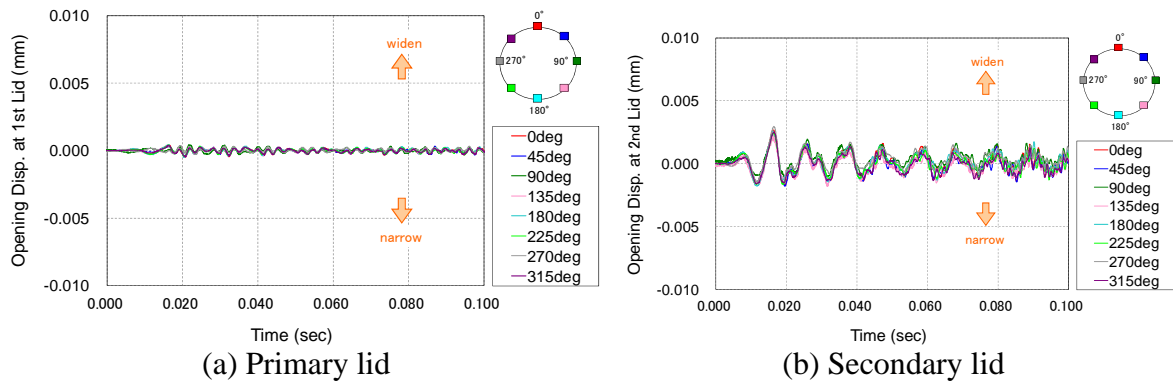 Opening Disp. at 1st Lid (mm)
0.010
0.005
0.000
-0.005
-0.010
0.000 0.020 0.040 0.060 0.080 0.100
Time (sec)
widen
narrow
0°
90°
180°
270°
0deg
45deg
90deg
135deg
180deg
225deg
270deg
315deg
(a) Primary lid
Opening Disp. at 2nd Lid (mm)
0.010
0.005
0.000
-0.005
-0.010
0.000 0.020 0.040 0.060 0.080 0.100
Time (sec)
widen
narrow
0°
90°
180°
270°
0deg
45deg
90deg
135deg
180deg
225deg
270deg
315deg
(b) Secondary lid